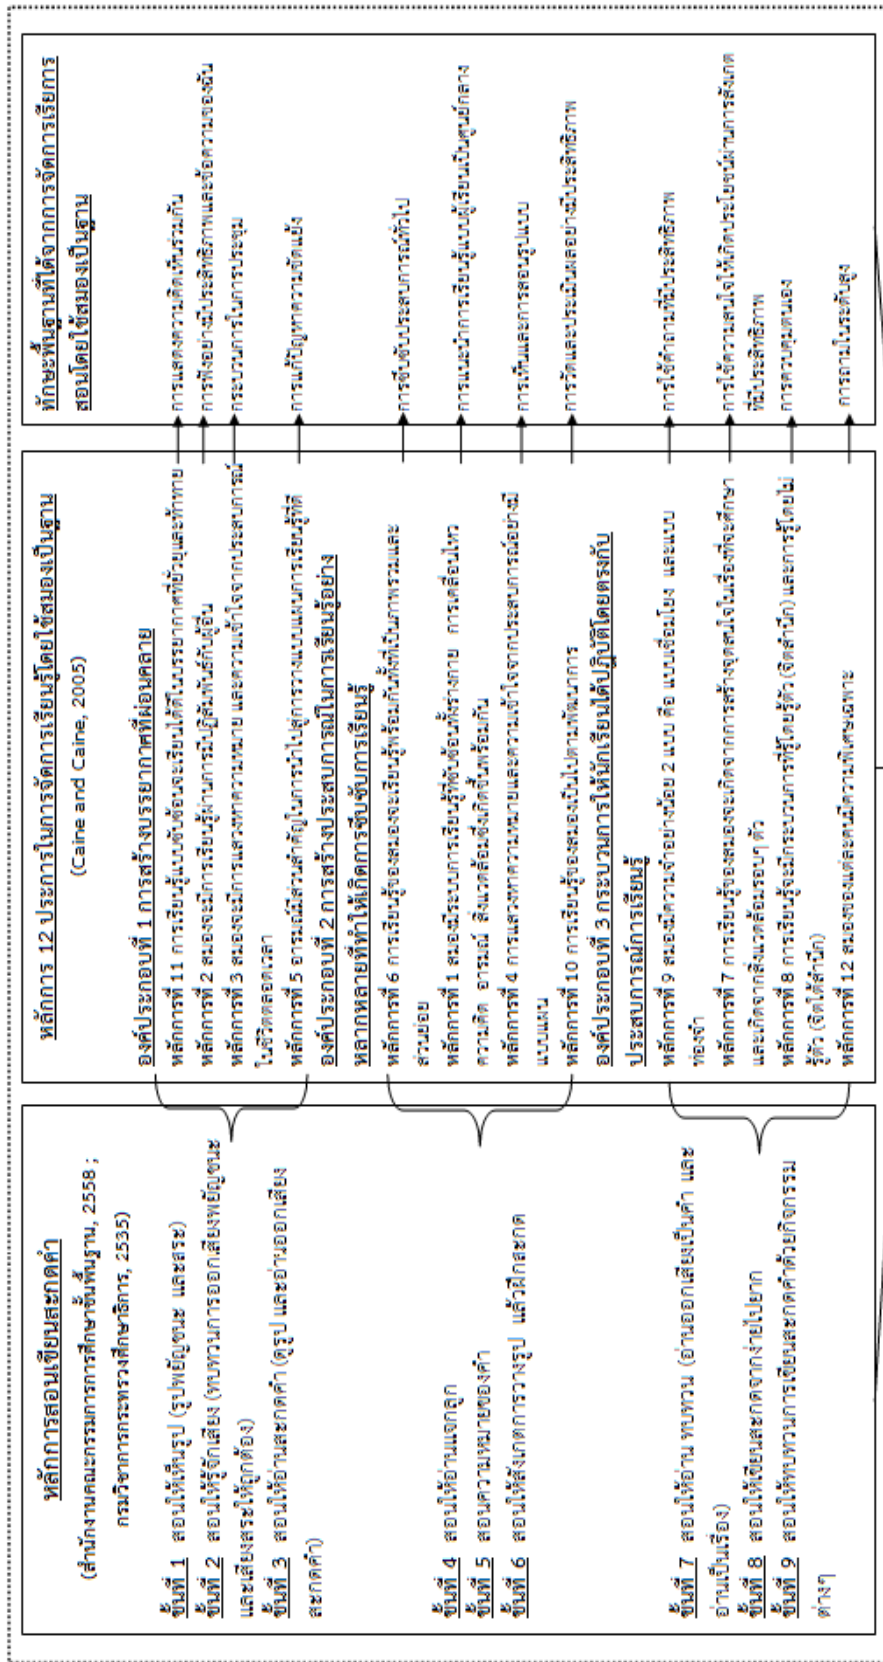 หลักการสอนเขียนสะกดคำ
(สำนักงานคณะกรรมการการศึกษาขั้นพื้นฐาน, 2558 ;
กรมวิชาการกระทรวงศึกษาธิการ, 2535)
ขั้นที่ 1 สอนให้เห็นรูป (รูปพยัญชนะ และสระ)
ขั้นที่ 2 สอนให้รู้จักเสียง (ทบทวนการออกเสียงพยัญชนะ
และเสียงสระให้ถูกต้อง)
ขั้นที่ 3 สอนให้อ่านสะกดคำ (ดูรูป และอ่านออกเสียง
สะกดคำ)
ขั้นที่ 4 สอนให้อ่านแจกลูก
ขั้นที่ 5 สอนความหมายของคำ
ขั้นที่ 6 สอนให้สังเกตการวางรูป แล้วฝึกสะกด
ขั้นที่ 7 สอนให้อ่าน ทบทวน (อ่านออกเสียงเป็นคำ และ
อ่านเป็นเรื่อง)
ขั้นที่ 8 สอนให้เขียนสะกดจากง่ายไปยาก
ขั้นที่ 9 สอนให้ทบทวนการเขียนสะกดคำด้วยกิจกรรม
ต่างๆ
หลักการ 12 ประการในการจัดการเรียนรู้โดยใช้สมองเป็นฐาน
(Caine and Caine, 2005)
องค์ประกอบที่ 1 การสร้างบรรยากาศที่ผ่อนคลาย
หลักการที่ 11 การเรียนรู้แบบซับซ้อนจะเรียนได้ดีในบรรยากาศที่ยั่วยุและท้าทาย
หลักการที่ 2 สมองจะมีการเรียนรู้ผ่านการมีปฏิสัมพันธ์กับผู้อื่น
หลักการที่ 3 สมองจะมีการแสวงหาความหมาย และความเข้าใจจากประสบการณ์
ในชีวิตตลอดเวลา
หลักการที่ 5 อารมณ์มีส่วนสำคัญในการนำไปสู่การวางแบบแผนการเรียนรู้ที่ดี
องค์ประกอบที่ 2 การสร้างประสบการณ์ในการเรียนรู้อย่าง
หลากหลายที่ทำให้เกิดการซึบซับการเรียนรู้
หลักการที่ 6 การเรียนรู้ของสมองจะเรียนรู้พร้อมกันทั้งที่เป็นภาพรวมและ
ส่วนย่อย
หลักการที่ 1 สมองมีระบบการเรียนรู้ที่ซับซ้อนทั้งร่างกาย การเคลื่อนไหว
ความคิด อารมณ์ สิ่งแวดล้อมซึ่งเกิดขึ้นพร้อมกัน
หลักการที่ 4 การแสวงหาความหมายและความเข้าใจจากประสบการณ์อย่างมี
แบบแผน
หลักการที่ 10 การเรียนรู้ของสมองเป็นไปตามพัฒนาการ
องค์ประกอบที่ 3 กระบวนการให้นักเรียนได้ปฏิบัติโดยตรงกับ
ประสบการณ์การเรียนรู้
หลักการที่ 9 สมองมีความจำอย่างน้อย 2 แบบ คือ แบบเชื่อมโยง และแบบ
ท่องจำ
หลักการที่ 7 การเรียนรู้ของสมองจะเกิดจากการสร้างจุดสนใจในเรื่องที่จะศึกษา
และเกิดจากสิ่งแวดล้อมรอบๆ ตัว
หลักการที่ 8 การเรียนรู้จะมีกระบวนการที่รู้โดยรู้ตัว (จิตสำนึก) และการรู้โดยไม่
รู้ตัว (จิตใต้สำนึก)
หลักการที่ 12 สมองของแต่ละคนมีความพิเศษเฉพาะ
ทักษะพื้นฐานที่ได้จากการจัดการเรียการ
สอนโดยใช้สมองเป็นฐาน
การแสดงความคิดเห็นร่วมกัน
การฟังอย่างมีประสิทธิภาพและข้อความของฉัน
กระบวนการในการประชุม
การแก้ปัญหาความขัดแย้ง
การซึบซับประสบการณ์ทั่วไป
การแนะนำการเรียนรู้แบบผู้เรียนเป็นศูนย์กลาง
การเห็นและการสอนรูปแบบ
การวัดและประเมินผลอย่างมีประสิทธิภาพ
การใช้คำถามที่มีประสิทธิภาพ
การใช้ความสนใจให้เกิดประโยชน์ผ่านการสังเกต
ที่มีประสิทธิภาพ
การควบคุมตนเอง
การถามในระดับสูง